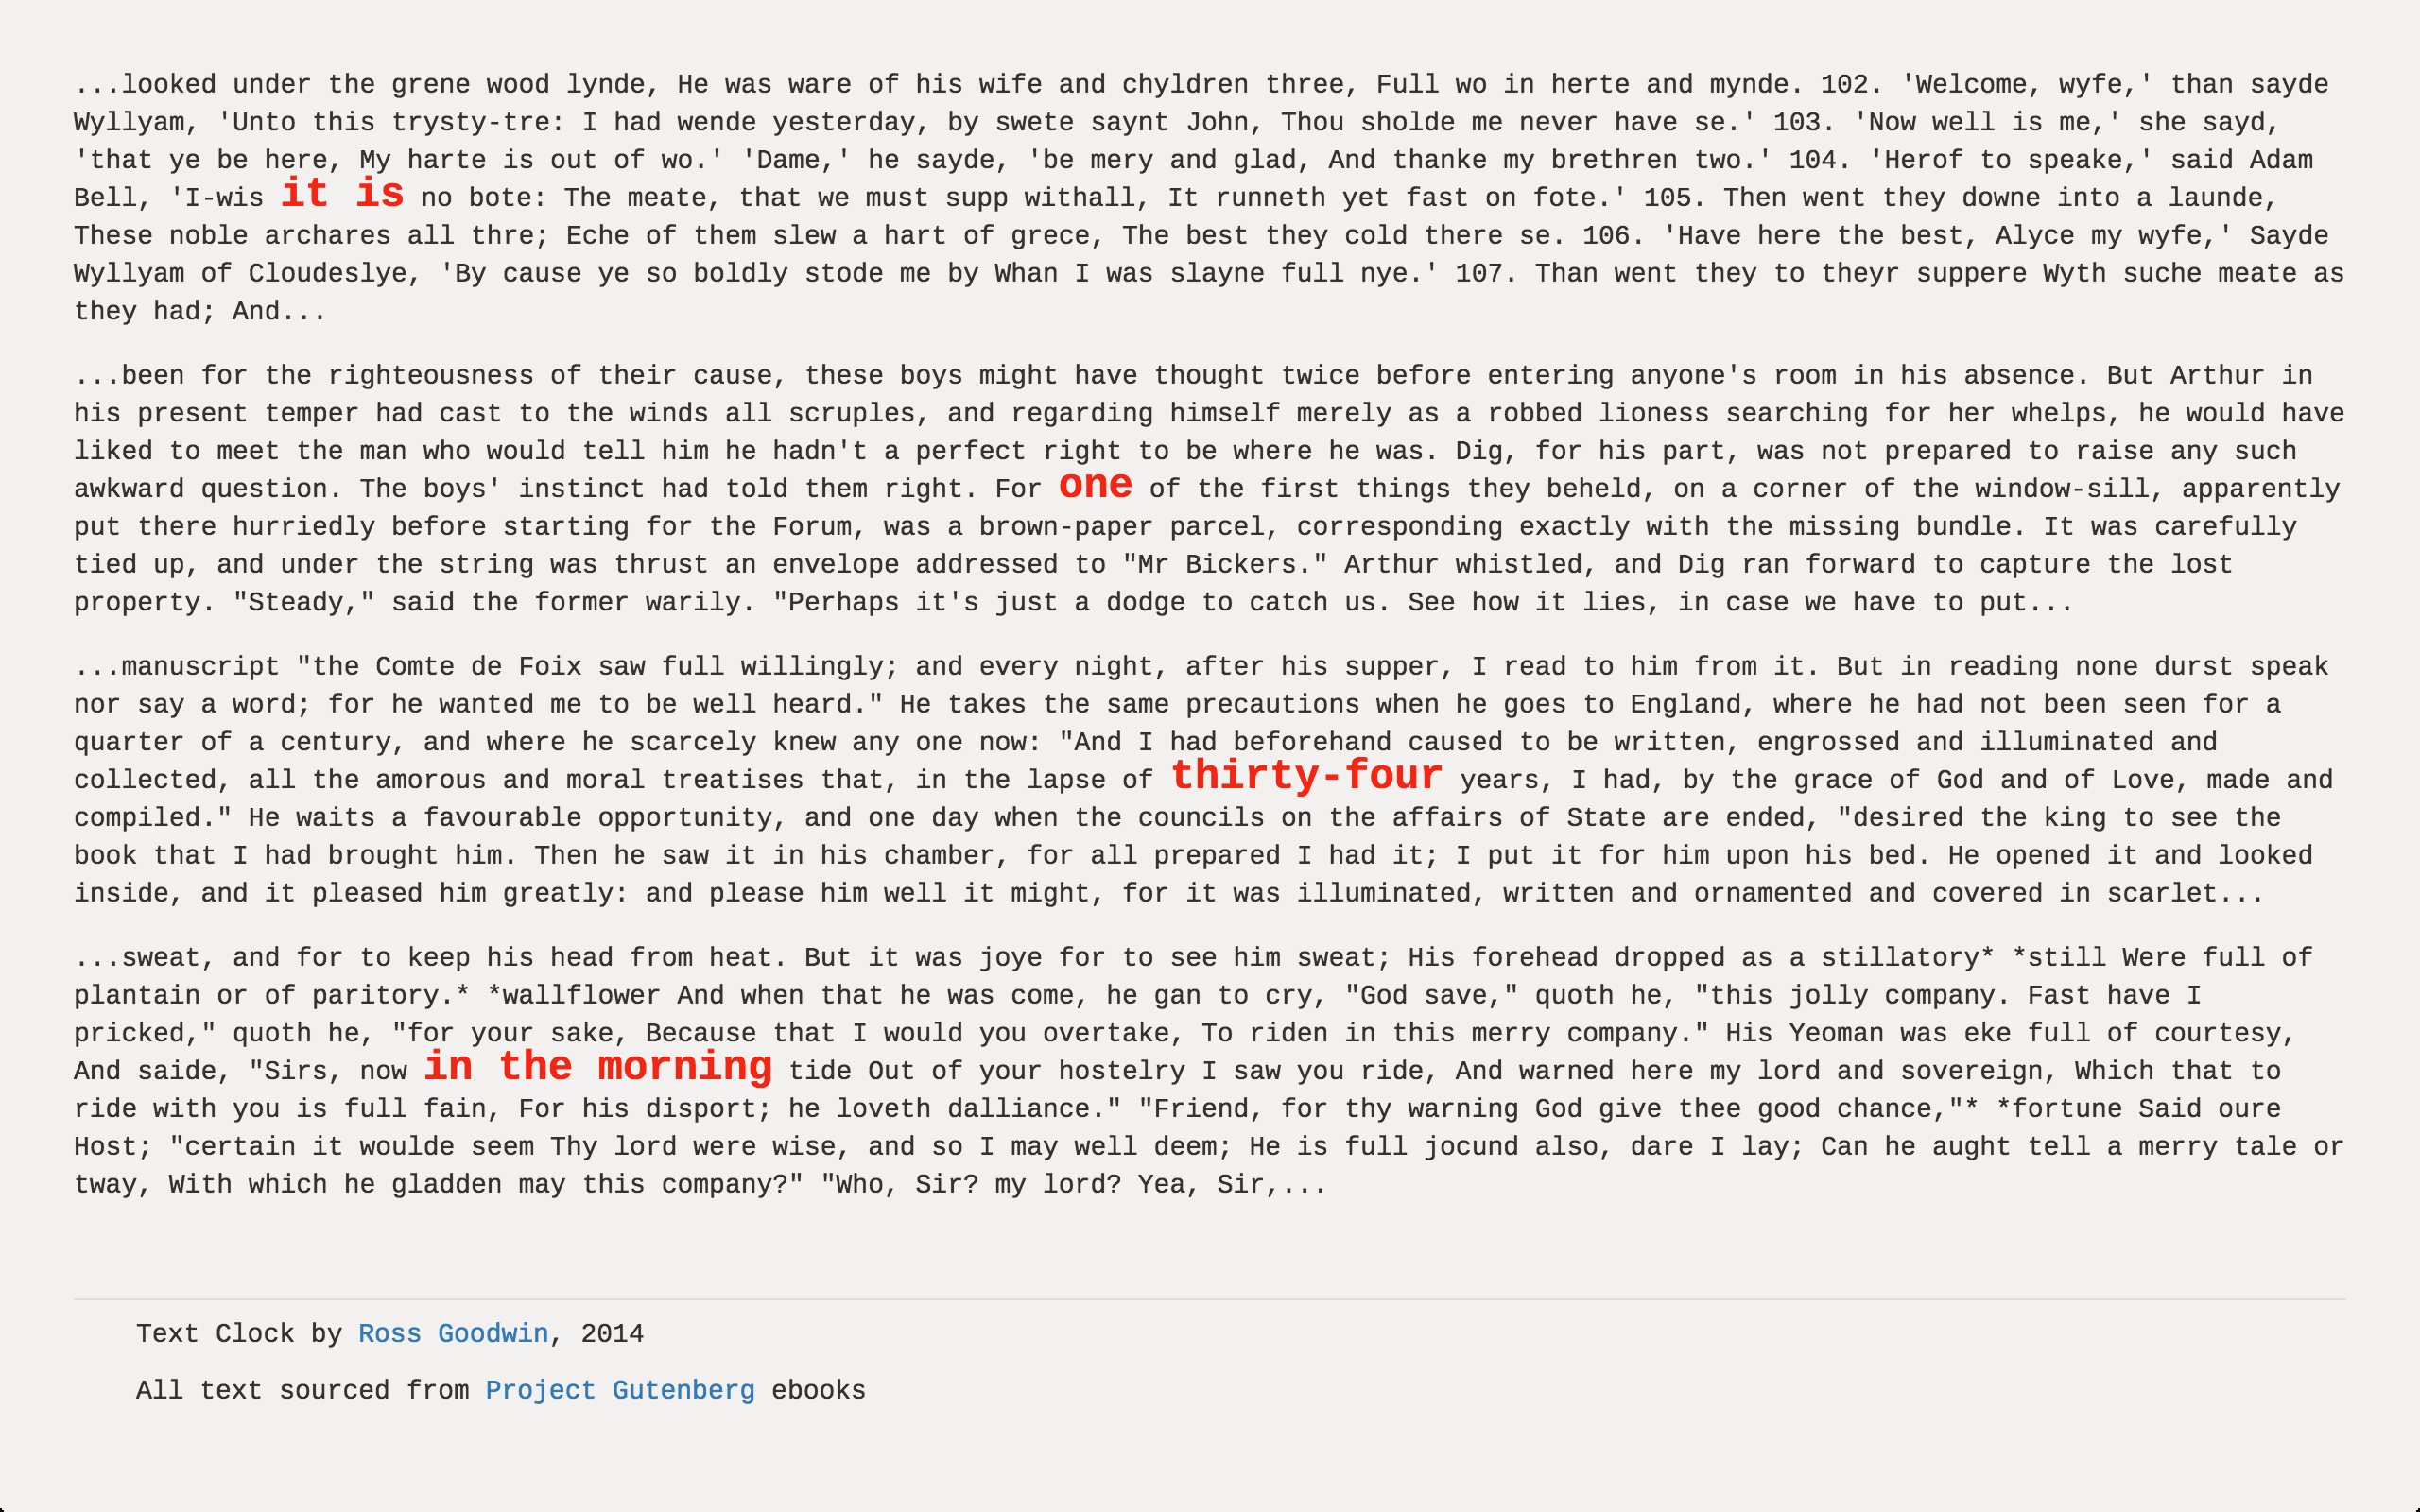 ...looked under the grene wood lynde, He was ware of his wife and chyldren three, Full wo in herte and mynde. 102. 'Welcome, wyfe,' than sayde
Wyllyam, 'Unto this trysty-tre: I had wende yesterday, by swete saynt John, Thou sholde me never have se.' 103. 'Now well is me,' she sayd,
'that ye be here, My harte is out of wo.' 'Dame,' he sayde, 'be mery and glad, And thanke my brethren two.' 104. 'Herof to speake,' said Adam
Bell, 'I-wis it is no bote: The meate, that we must supp withall, It runneth yet fast on fote.' 105. Then went they downe into a launde,
These noble archares all thre; Eche of them slew a hart of grece, The best they cold there se. 106. 'Have here the best, Alyce my wyfe,' Sayde
Wyllyam of Cloudeslye, 'By cause ye so boldly stode me by Whan I was slayne full nye.' 107. Than went they to theyr suppere Wyth suche meate as
they had; And...
...been for the righteousness of their cause, these boys might have thought twice before entering anyone's room in his absence. But Arthur in
his present temper had cast to the winds all scruples, and regarding himself merely as a robbed lioness searching for her whelps, he would have
liked to meet the man who would tell him he hadn't a perfect right to be where he was. Dig, for his part, was not prepared to raise any such
awkward question. The boys' instinct had told them right. For one of the first things they beheld, on a corner of the window-sill, apparently
put there hurriedly before starting for the Forum, was a brown-paper parcel, corresponding exactly with the missing bundle. It was carefully
tied up, and under the string was thrust an envelope addressed to "Mr Bickers." Arthur whistled, and Dig ran forward to capture the lost
property. "Steady," said the former warily. "Perhaps it's just a dodge to catch us. See how it lies, in case we have to put...
...manuscript "the Comte de Foix saw full willingly; and every night, after his supper, I read to him from it. But in reading none durst speak
nor say a word; for he wanted me to be well heard." He takes the same precautions when he goes to England, where he had not been seen for a
quarter of a century, and where he scarcely knew any one now: "And I had beforehand caused to be written, engrossed and illuminated and
collected, all the amorous and moral treatises that, in the lapse of thirty-four years, I had, by the grace of God and of Love, made and
compiled." He waits a favourable opportunity, and one day when the councils on the affairs of State are ended, "desired the king to see the
book that I had brought him. Then he saw it in his chamber, for all prepared I had it; I put it for him upon his bed. He opened it and looked
inside, and it pleased him greatly: and please him well it might, for it was illuminated, written and ornamented and covered in scarlet...
...sweat, and for to keep his head from heat. But it was joye for to see him sweat; His forehead dropped as a stillatory* *still Were full of
plantain or of paritory.* *wallflower And when that he was come, he gan to cry, "God save," quoth he, "this jolly company. Fast have I
pricked," quoth he, "for your sake, Because that I would you overtake, To riden in this merry company." His Yeoman was eke full of courtesy,
And saide, "Sirs, now in the morning tide Out of your hostelry I saw you ride, And warned here my lord and sovereign, Which that to
ride with you is full fain, For his disport; he loveth dalliance." "Friend, for thy warning God give thee good chance,"* *fortune Said oure
Host; "certain it woulde seem Thy lord were wise, and so I may well deem; He is full jocund also, dare I lay; Can he aught tell a merry tale or
tway, With which he gladden may this company?" "Who, Sir? my lord? Yea, Sir,...
Text Clock by Ross Goodwin, 2014
All text sourced from Project Gutenberg ebooks